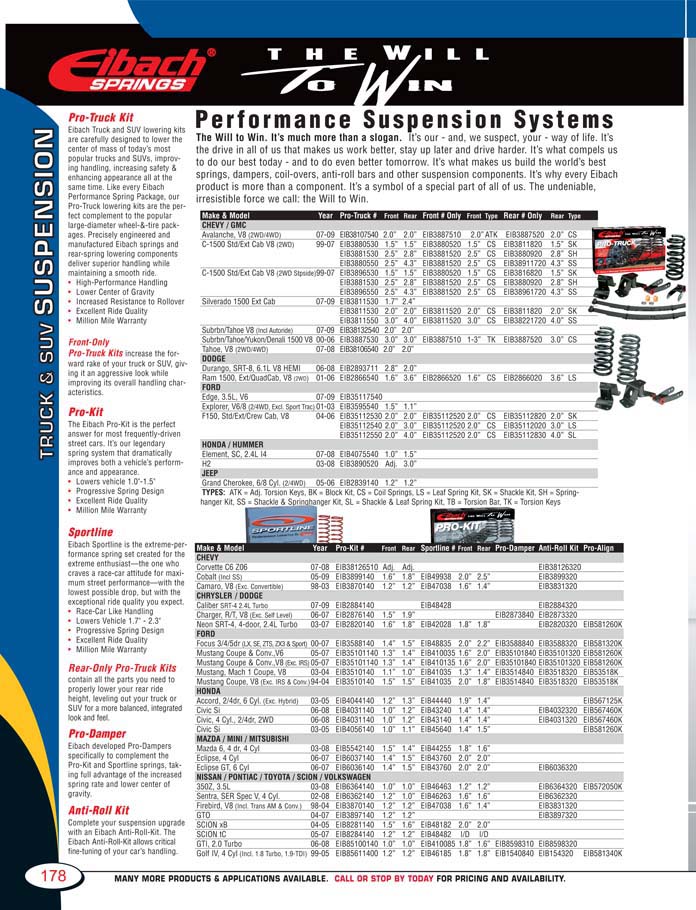 Eibach®
SPRINGS
THE WILL
TO WIN
TRUCK & SUV SUSPENSION
Pro-Truck Kit
Eibach Truck and SUV lowering kits
are carefully designed to lower the
center of mass of today's most
popular trucks and SUVs, improv-
ing handling, increasing safety &
enhancing appearance all at the
same time. Like every Eibach
Performance Spring Package, our
Pro-Truck lowering kits are the per-
fect complement to the popular
large-diameter wheel-&-tire pack-
ages. Precisely engineered and
manufactured Eibach springs and
rear-spring lowering components
deliver superior handling while
maintaining a smooth ride.
• High-Performance Handling
• Lower Center of Gravity
• Increased Resistance to Rollover
• Excellent Ride Quality
• Million Mile Warranty
Front-Only
Pro-Truck Kits increase the for-
ward rake of your truck or SUV, giv-
ing it an aggressive look while
improving its overall handling char-
acteristics.
Pro-Kit
The Eibach Pro-Kit is the perfect
answer for most frequently-driven
street cars. It's our legendary
spring system that dramatically
improves both a vehicle's perform-
ance and appearance.
• Lowers vehicle 1.0"-1.5"
• Progressive Spring Design
• Excellent Ride Quality
• Million Mile Warranty
Sportline
Eibach Sportline is the extreme-per-
formance spring set created for the
extreme enthusiast—the one who
craves a race-car attitude for maxi-
mum street performance—with the
lowest possible drop, but with the
exceptional ride quality you expect.
• Race-Car Like Handling
• Lowers Vehicle 1.7" - 2.3"
• Progressive Spring Design
• Excellent Ride Quality
• Million Mile Warranty
Rear-Only Pro-Truck Kits
contain all the parts you need to
properly lower your rear ride
height, leveling out your truck or
SUV for a more balanced, integrated
look and feel.
Pro-Damper
Eibach developed Pro-Dampers
specifically to complement the
Pro-Kit and Sportline springs, tak-
ing full advantage of the increased
spring rate and lower center of
gravity.
Anti-Roll Kit
Complete your suspension upgrade
with an Eibach Anti-Roll-Kit. The
Eibach Anti-Roll-Kit allows critical
fine-tuning of your car's handling.
Performance Suspension Systems
The Will to Win. It's much more than a slogan. It's our - and, we suspect, your - way of life. It's
the drive in all of us that makes us work better, stay up later and drive harder. It's what compels us
to do our best today - and to do even better tomorrow. It's what makes us build the world's best
springs, dampers, coil-overs, anti-roll bars and other suspension components. It's why every Eibach
product is more than a component. It's a symbol of a special part of all of us. The undeniable,
irresistible force we call: the Will to Win.
Make & Model Year Pro-Truck # Front Rear Front # Only Front Type Rear # Only Rear Type
CHEVY / GMC
Avalanche, V8 (2WD/4WD) 07-09 EIB38107540 2.0" 2.0" EIB3887510 2.0" ATK EIB3887520 2.0" CS
C-1500 Std/Ext Cab V8 (2WD) 99-07 EIB3880530 1.5" 1.5" EIB3880520 1.5" CS EIB3811820 1.5" SK
EIB3881530 2.5" 2.8" EIB3881520 2.5" CS EIB3880920 2.8" SH
EIB3880550 2.5" 4.3" EIB3881520 2.5" CS EIB38911720 4.3" SS
C-1500 Std/Ext Cab V8 (2WD Stpside) 99-07 EIB3896530 1.5" 1.5" EIB3880520 1.5" CS EIB3816820 1.5" SK
EIB3881530 2.5" 2.8" EIB3881520 2.5" CS EIB3880920 2.8" SH
EIB3896550 2.5" 4.3" EIB3881520 2.5" CS EIB38961720 4.3" SS
Silverado 1500 Ext Cab 07-09 EIB3811530 1.7" 2.4"
EIB3811530 2.0" 2.0" EIB3811520 2.0" CS EIB3811820 2.0" SK
EIB3811550 3.0" 4.0" EIB3811520 3.0" CS EIB38221720 4.0" SS
Subrbn/Tahoe V8 (Incl Autoride) 07-09 EIB38132540 2.0" 2.0"
Subrbn/Tahoe/Yukon/Denali 1500 V8 00-06 EIB3887530 3.0" 3.0" EIB3887510 1-3" TK EIB3887520 3.0" CS
Tahoe, V8 (2WD/4WD) 07-08 EIB38106540 2.0" 2.0"
DODGE
Durango, SRT-8, 6.1L V8 HEMI 06-08 EIB2893711 2.8" 2.0"
Ram 1500, Ext/QuadCab, V8 (2WD) 01-06 EIB2866540 1.6" 3.6" EIB2866520 1.6" CS EIB2866020 3.6" LS
FORD
Edge, 3.5L, V6 07-09 EIB35117540
Explorer, V6/8 (2/4WD, Excl. Sport Trac) 01-03 EIB3595540 1.5" 1.1"
F150, Std/Ext/Crew Cab, V8 04-06 EIB35112530 2.0" 2.0" EIB35112520 2.0" CS EIB35112820 2.0" SK
EIB35112540 2.0" 3.0" EIB35112520 2.0" CS EIB35112020 3.0" LS
EIB35112550 2.0" 4.0" EIB35112520 2.0" CS EIB35112830 4.0" SL
HONDA / HUMMER
Element, SC, 2.4L I4 07-08 EIB4075540 1.0" 1.5"
H2 03-08 EIB3890520 Adj. 3.0"
JEEP
Grand Cherokee, 6/8 Cyl. (2/4WD) 05-06 EIB2839140 1.2" 1.2"
TYPES: ATK = Adj. Torsion Keys, BK = Block Kit, CS = Coil Springs, LS = Leaf Spring Kit, SK = Shackle Kit, SH = Spring-
hanger Kit, SS = Shackle & Springhanger Kit, SL = Shackle & Leaf Spring Kit, TB = Torsion Bar, TK = Torsion Keys
PRO-TRUCK
SPORTLINE
PRO-KIT
Make & Model Year Pro-Kit # Front Rear Sportline # Front Rear Pro-Damper Anti-Roll Kit Pro-Align
CHEVY
Corvette C6 Z06 07-08 EIB38126510 Adj. Adj. EIB38126320
Cobalt (Incl SS) 05-09 EIB3899140 1.6" 1.8" EIB49938 2.0" 2.5" EIB3899320
Camaro, V8 (Exc. Convertible) 98-03 EIB3870140 1.2" 1.2" EIB47038 1.6" 1.4" EIB3831320
CHRYSLER / DODGE
Caliber SRT-4 2.4L Turbo 07-09 EIB2884140 EIB48428 EIB2884320
Charger, R/T, V8 (Exc. Self Level) 06-07 EIB2876140 1.5" 1.9" EIB2873840 EIB2873320
Neon SRT-4, 4-door, 2.4L Turbo 03-07 EIB2820140 1.6" 1.8" EIB42028 1.8" 1.8" EIB2820320 EIB581260K
FORD
Focus 3/4/5dr (LX, SE, ZTS, ZX3 & Sport) 00-07 EIB3588140 1.4" 1.5" EIB48835 2.0" 2.2" EIB3588840 EIB3588320 EIB581320K
Mustang Coupe & Conv.,V6 05-07 EIB35101140 1.3" 1.4" EIB410035 1.6" 2.0" EIB35101840 EIB35101320 EIB581260K
Mustang Coupe & Conv.,V8 (Exc. IRS) 05-07 EIB35101140 1.3" 1.4" EIB410135 1.6" 2.0" EIB35101840 EIB35101320 EIB581260K
Mustang, Mach 1 Coupe, V8 03-04 EIB3510140 1.1" 1.0" EIB41035 1.3" 1.4" EIB3514840 EIB3518320 EIB53518K
Mustang Coupe, V8 (Exc. IRS & Conv.) 94-04 EIB3510140 1.5" 1.5" EIB41035 2.0" 1.8" EIB3514840 EIB3518320 EIB53518K
HONDA
Accord, 2/4dr, 6 Cyl. (Exc. Hybrid) 03-05 EIB4044140 1.2" 1.3" EIB44440 1.9" 1.4" EIB567125K
Civic Si 06-08 EIB4031140 1.0" 1.2" EIB43240 1.4" 1.4" EIB4032320 EIB567460K
Civic, 4 Cyl., 2/4dr, 2WD 06-08 EIB4031140 1.0" 1.2" EIB43140 1.4" 1.4" EIB4031320 EIB567460K
Civic Si 03-05 EIB4056140 1.0" 1.1" EIB45640 1.4" 1.5" EIB581260K
MAZDA / MINI / MITSUBISHI
Mazda 6, 4 dr, 4 Cyl 03-08 EIB5542140 1.5" 1.4" EIB44255 1.8" 1.6"
Eclipse, 4 Cyl 06-07 EIB6037140 1.4" 1.5" EIB43760 2.0" 2.0"
Eclipse GT, 6 Cyl 06-07 EIB6036140 1.4" 1.5" EIB43760 2.0" 2.0" EIB6036320
NISSAN / PONTIAC / TOYOTA / SCION / VOLKSWAGEN
350Z, 3.5L 03-08 EIB6364140 1.0" 1.0" EIB46463 1.2" 1.2" EIB6364320 EIB572050K
Sentra, SER Spec V, 4 Cyl. 02-08 EIB6362140 1.2" 1.0" EIB46263 1.6" 1.6" EIB6362320
Firebird, V8 (Incl. Trans AM & Conv.) 98-04 EIB3870140 1.2" 1.2" EIB47038 1.6" 1.4" EIB3831320
GTO 04-07 EIB3897140 1.2" 1.2" EIB3897320
SCION xB 04-05 EIB8281140 1.5" 1.6" EIB48182 2.0" 2.0"
SCION tC 05-07 EIB8284140 1.2" 1.2" EIB48482 I/D I/D
GTI, 2.0 Turbo 06-08 EIB85100140 1.0" 1.0" EIB410085 1.8" 1.6" EIB8598310 EIB8598320
Golf IV, 4 Cyl (Incl. 1.8 Turbo, 1.9-TDI) 99-05 EIB85611400 1.2" 1.2" EIB46185 1.8" 1.8" EIB1540840 EIB154320 EIB581340K
178
MANY MORE PRODUCTS & APPLICATIONS AVAILABLE. CALL OR STOP BY TODAY FOR PRICING AND AVAILABILITY.